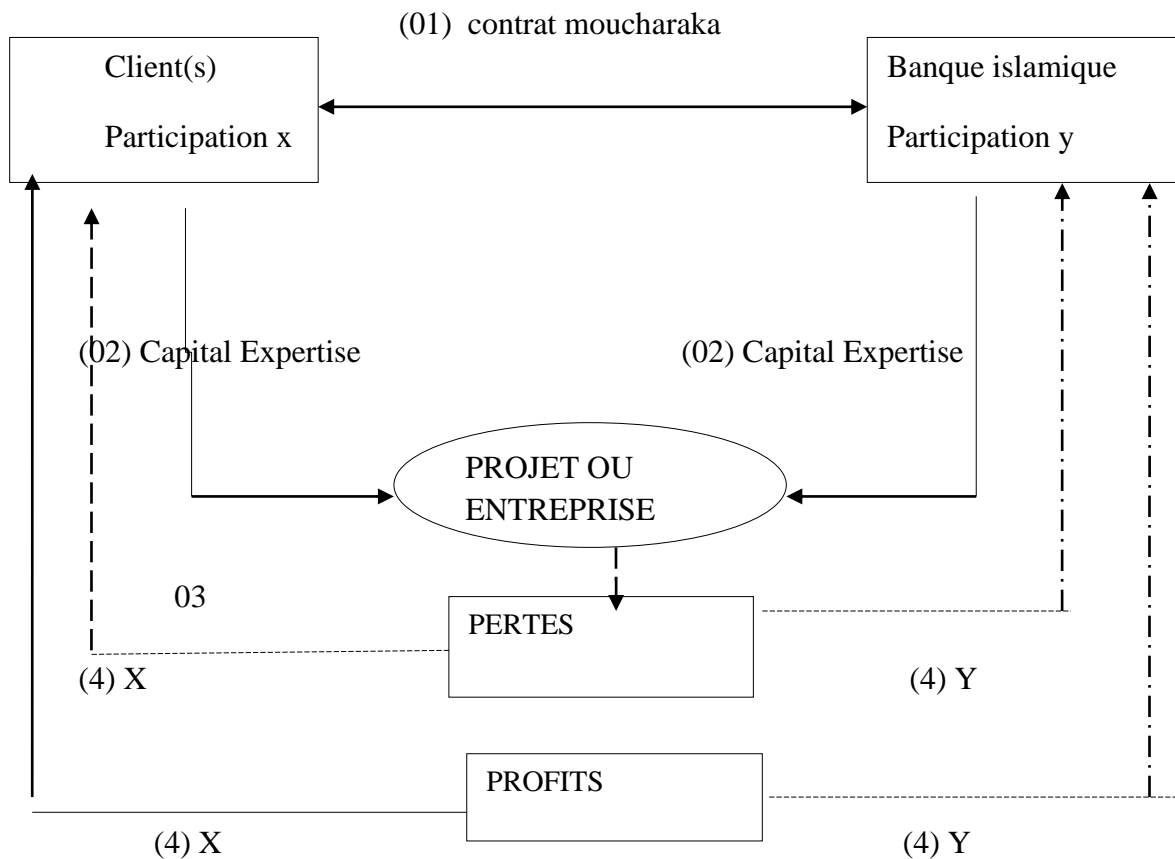 (01) contrat moucharaka
Client(s)
Participation x
Banque islamique
Participation y
(02) Capital Expertise
(02) Capital Expertise
PROJET OU
ENTREPRISE
03
PERTES
(4) X
(4) Y
PROFITS
(4) X
(4) Y